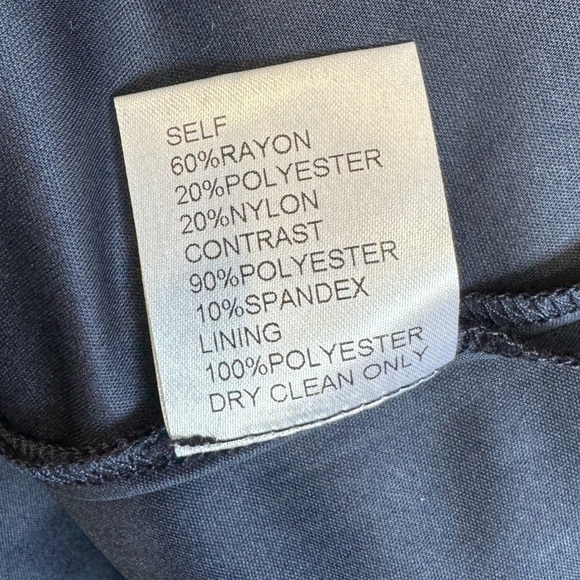 SELF
60%RAYON
20%POLYESTER
20%NYLON
CONTRAST
90%POLYESTER
10%SPANDEX
LINING
100%POLYESTER
DRY CLEAN ONLY